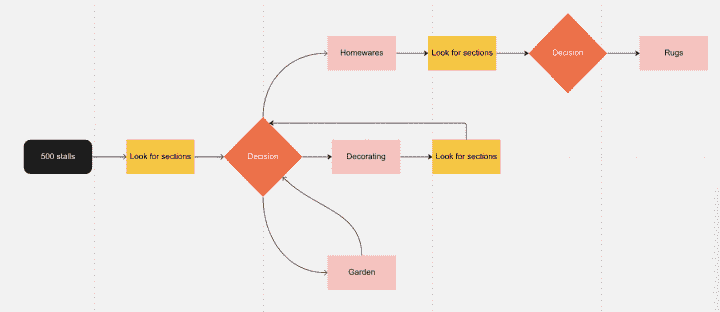 Homewares
Look for sections
Decision
Rugs
500 stalls
Look for sections
Decision
Decorating
Look for sections
Garden